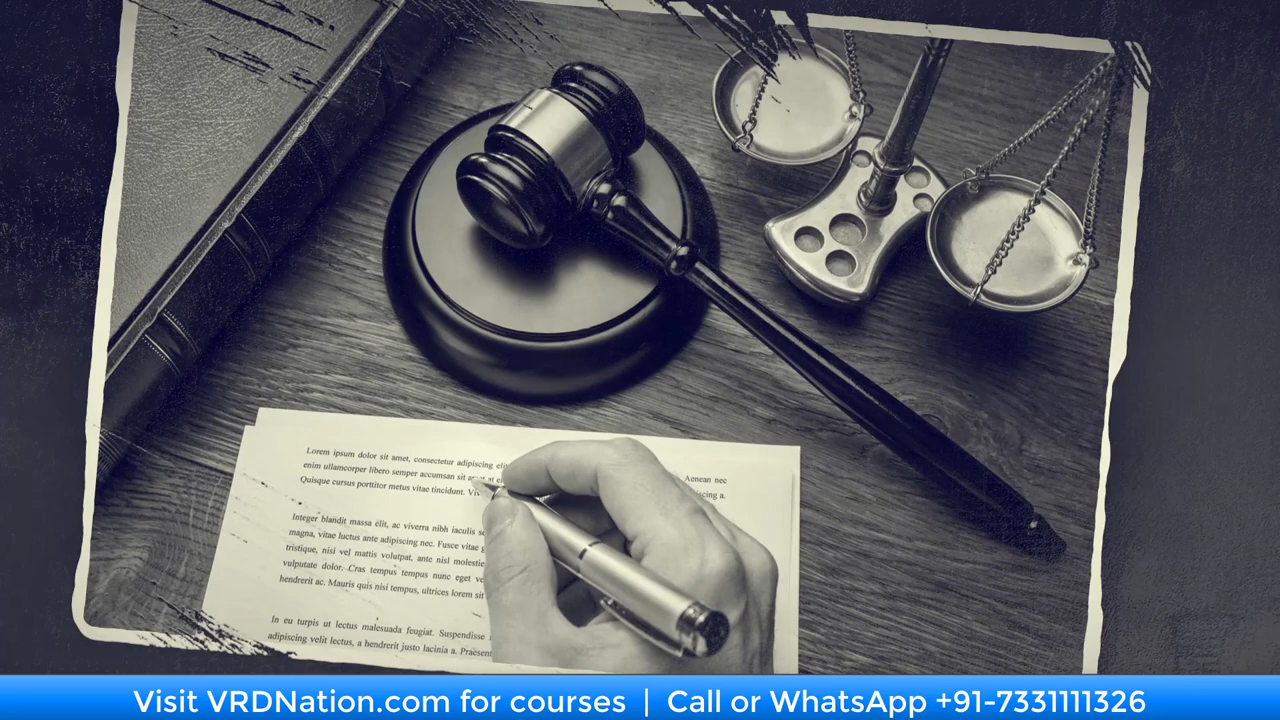 Lorem ipsum dolor sit amet, consectetur adipiscing
enim ullamcorper libero semper accumsan sit Aenean nec
Quisque cursus porttitor metus vitae tincidunt.
Integer blandit massa elit, ac viverra nibh iaculis
magna, vitae luctus ante adipiscing nec. Fusce vitae
tristique, nisi vel mattis volutpat, ante nisl molestie
vulputate dolor. Cras tempus tempus nunc eget
hendrerit ac. Mauris quis nisi tempus, ultrices lorem sit
In eu turpis ut lectus malesuada feugiat. Suspendisse
adipiscing velit lectus, a hendrerit justo lacinia a.
Visit VRDNation.com for courses | Call or WhatsApp +91-7331111326